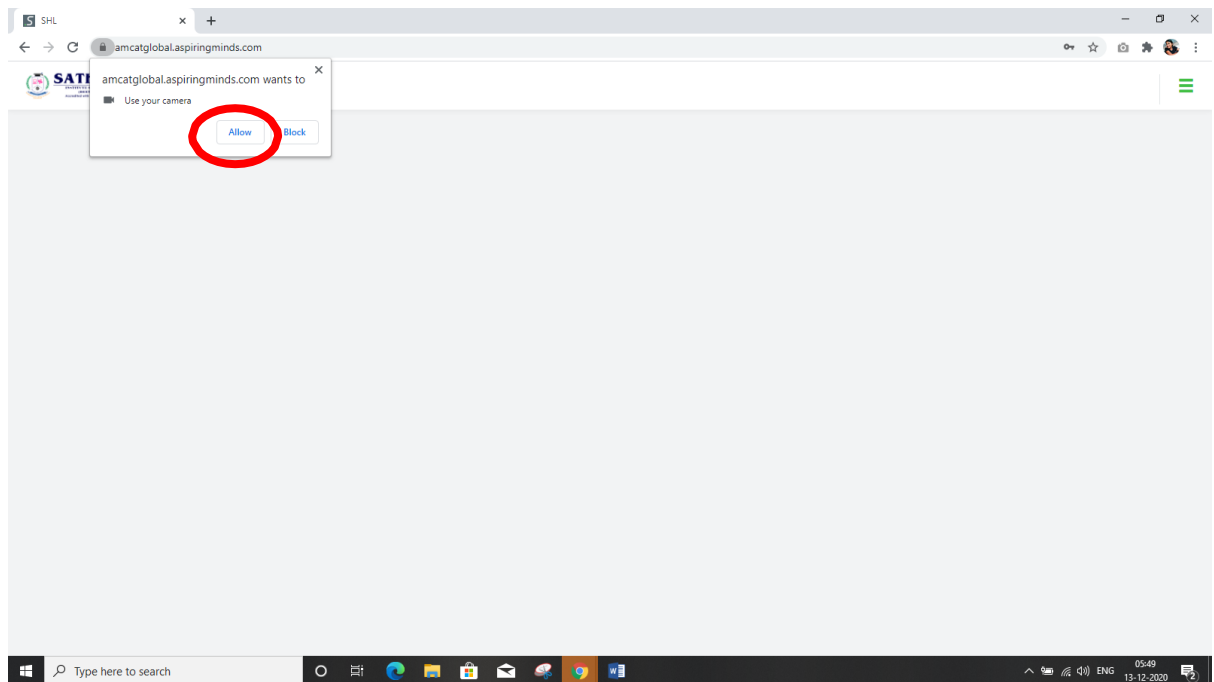 SHL
amcatglobal.aspiringminds.com
SATH
amcatglobal.aspiringminds.com wants to
Use your camera
Allow
Block
Type here to search
ENG
05:49
13-12-2020
2